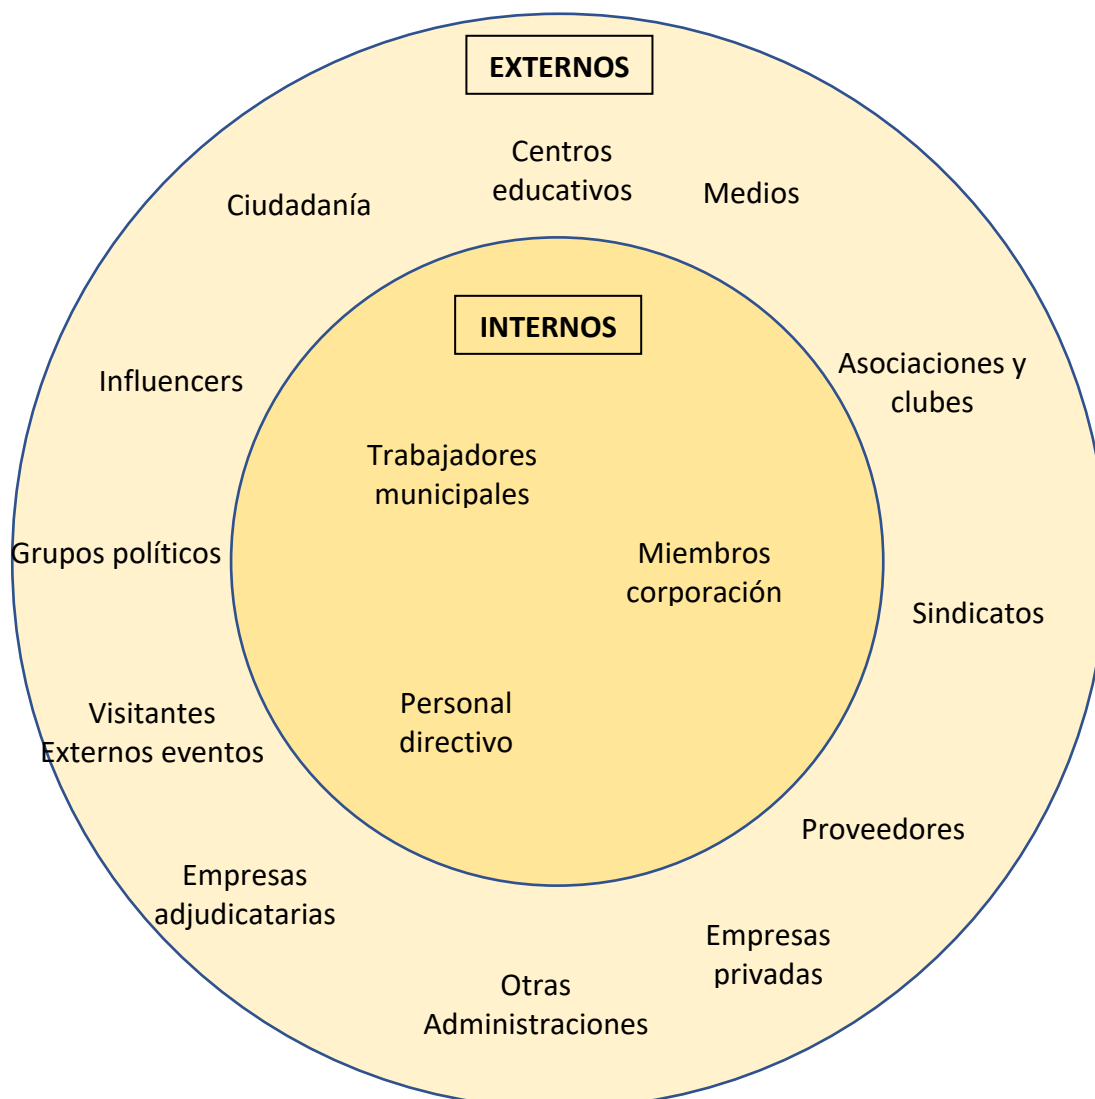 EXTERNOS
Centros
educativos
Medios
Ciudadanía
INTERNOS
Asociaciones y
clubes
Influencers
Trabajadores
municipales
Grupos políticos
Miembros
corporación
Sindicatos
Visitantes
Externos eventos
Personal
directivo
Proveedores
Empresas
adjudicatarias
Empresas
privadas
Otras
Administraciones